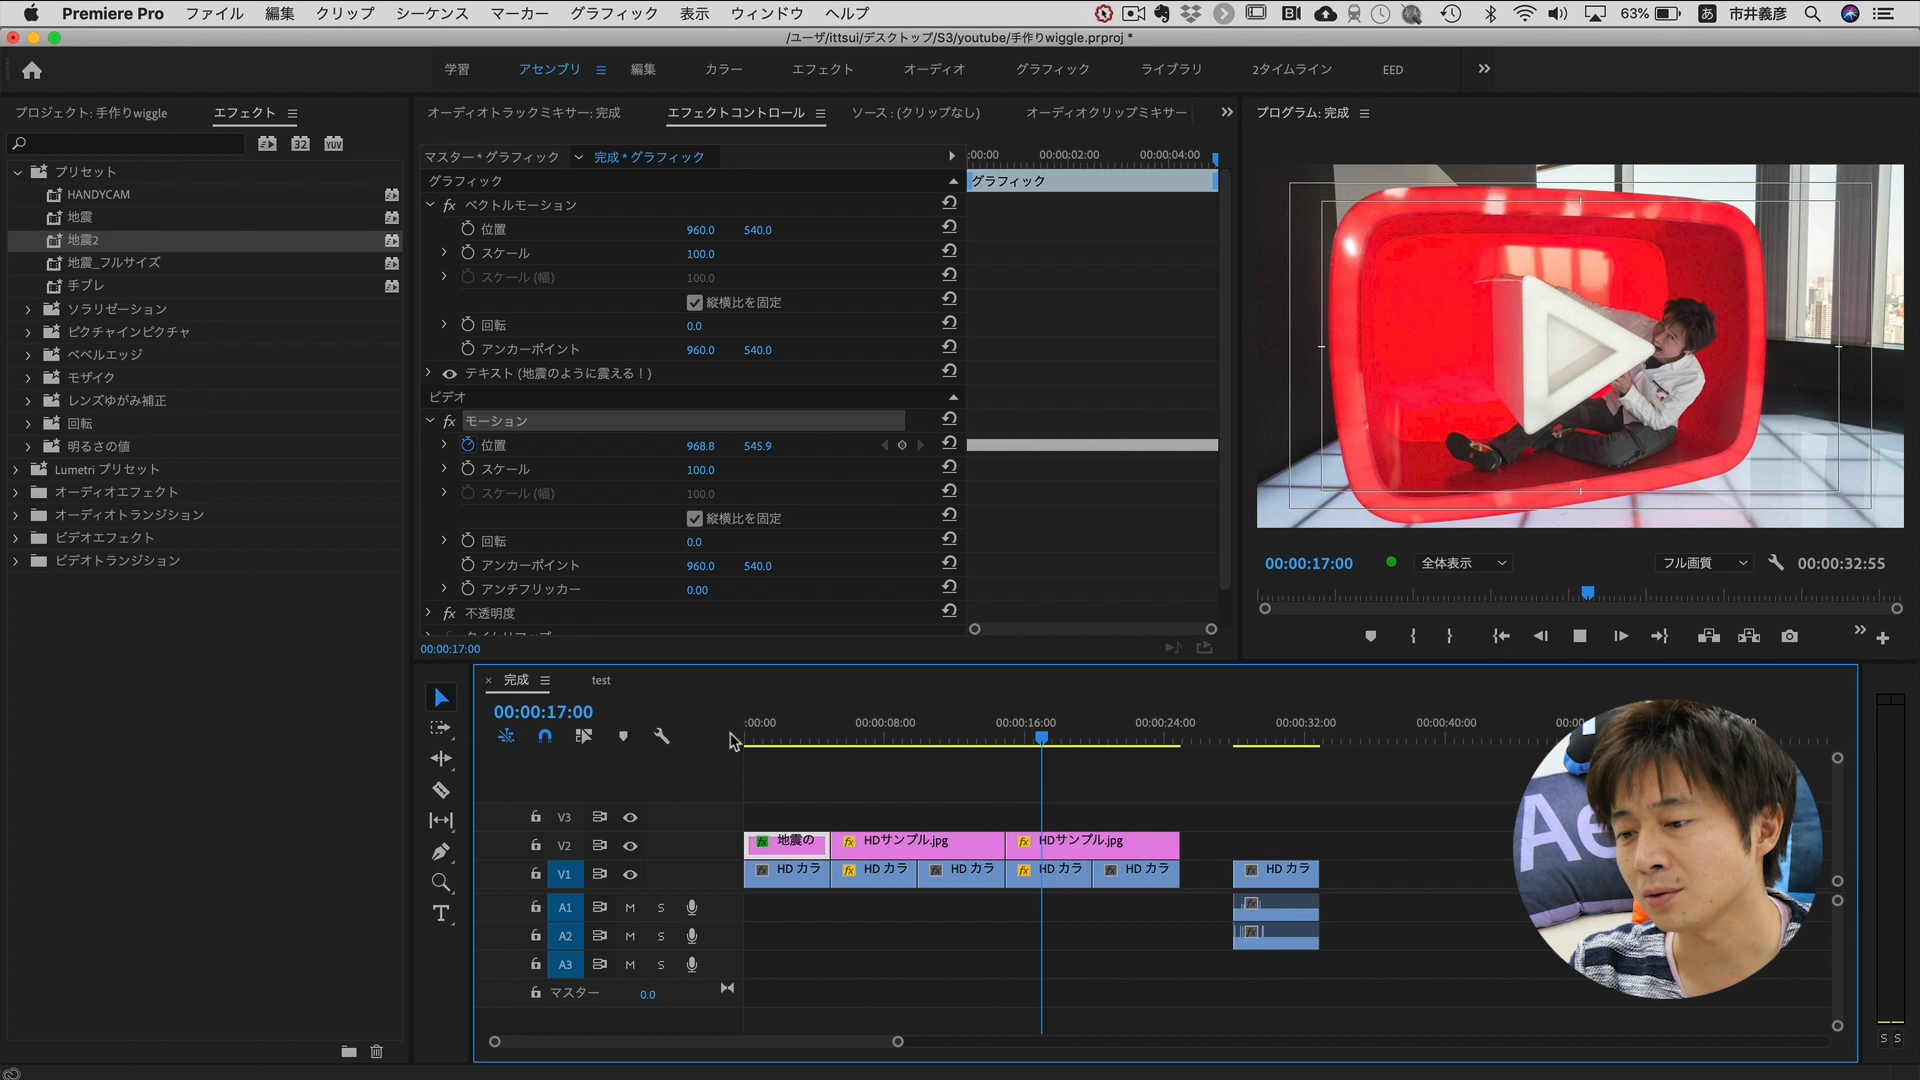 Premiere Pro ファイル 編集 クリップ シーケンス マーカー グラフィック 表示 ウィンドウ ヘルプ 63% あ 市井義彦
/ユーザ/ittsui/デスクトップ/S3/youtube/手作りwiggle.prproj *
学習 アセンブリ 編集 カラー エフェクト オーディオ グラフィック ライブラリ 2タイムライン EED
プロジェクト: 手作りwiggle エフェクト
32 YUV
プリセット
HANDYCAM
地震
地震2
地震_フルサイズ
手ブレ
ソラリゼーション
ピクチャインピクチャ
ベベルエッジ
モザイク
レンズゆがみ補正
回転
明るさの値
Lumetri プリセット
オーディオエフェクト
オーディオトランジション
ビデオエフェクト
ビデオトランジション
オーディオトラックミキサー: 完成 エフェクトコントロール ソース : (クリップなし) オーディオクリップミキサー
マスター * グラフィック 完成 * グラフィック
:00:00 00:00:02:00 00:00:04:00
グラフィック
グラフィック
fx ベクトルモーション
位置 960.0 540.0
スケール 100.0
スケール (幅) 100.0
縦横比を固定
回転 0.0
アンカーポイント 960.0 540.0
テキスト (地震のように震える！)
ビデオ
fx モーション
位置 968.8 545.9
スケール 100.0
スケール (幅) 100.0
縦横比を固定
回転 0.0
アンカーポイント 960.0 540.0
アンチフリッカー 0.00
fx 不透明度
00:00:17:00
プログラム: 完成
00:00:17:00 全体表示 フル画質 00:00:32:55
× 完成 test
00:00:17:00
:00:00 00:00:08:00 00:00:16:00 00:00:24:00 00:00:32:00 00:00:40:00
V3
V2
V1
A1 M S
A2 M S
A3 M S
マスター 0.0
fx 地震の fx HDサンプル.jpg fx HDサンプル.jpg
fx HD カラ fx HD カラ fx HD カラ fx HD カラ fx HD カラ fx HD カラ
fx
fx
T
S S